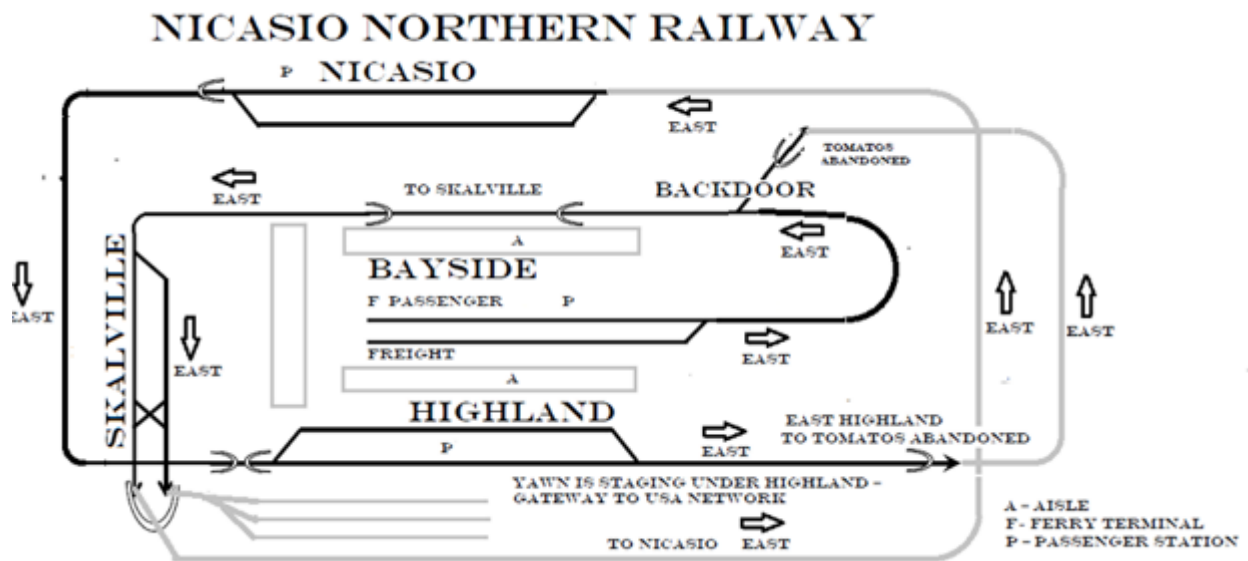 NICASIO NORTHERN RAILWAY
P NICASIO
EAST
TOMATOS
ABANDONED
EAST
TO SKALVILLE
BACKDOOR
A
EAST
BAYSIDE
F PASSENGER P
FREIGHT
EAST
SKALVILLE
EAST
EAST
EAST
EAST
A
HIGHLAND
P
EAST
EAST HIGHLAND
TO TOMATOS ABANDONED
YAWN IS STAGING UNDER HIGHLAND –
GATEWAY TO USA NETWORK
TO NICASIO EAST
A – AISLE
F- FERRY TERMINAL
P – PASSENGER STATION